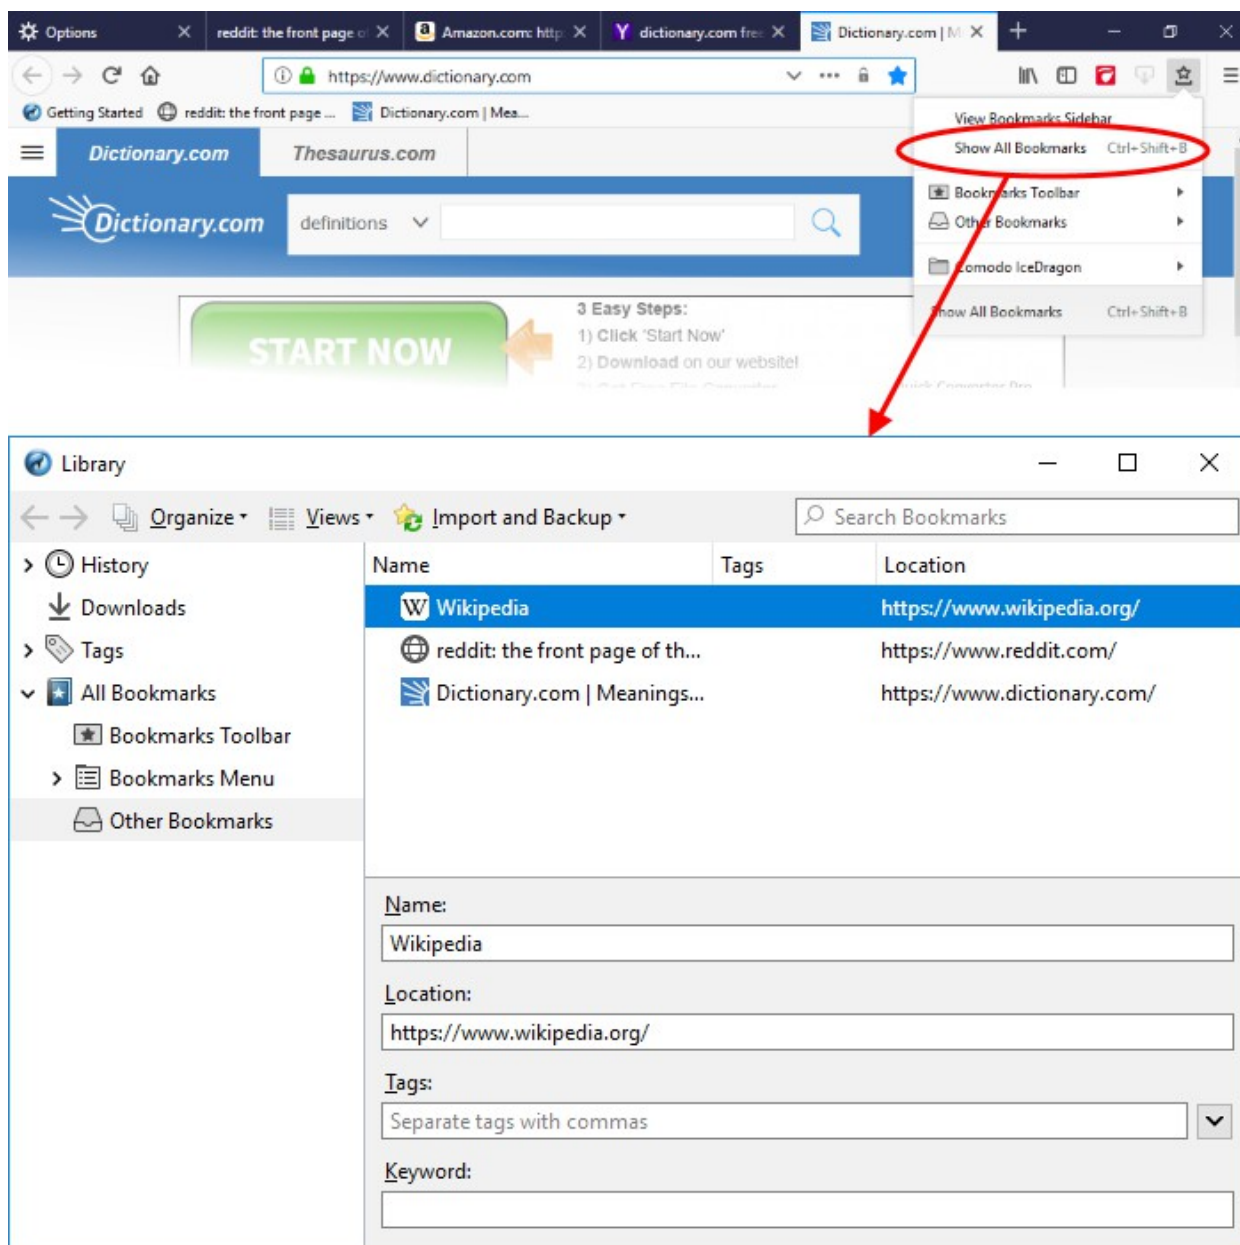 Options
reddit: the front page o
Amazon.com: http
dictionary.com free
Dictionary.com | M
https://www.dictionary.com
Getting Started reddit: the front page ... Dictionary.com | Mea...
View Bookmarks Sidebar
Show All Bookmarks Ctrl+Shift+B
Bookmarks Toolbar
Other Bookmarks
Comodo IceDragon
Show All Bookmarks Ctrl+Shift+B
Dictionary.com Thesaurus.com
Dictionary.com definitions
START NOW
3 Easy Steps:
1) Click 'Start Now'
2) Download on our website!
Library
Organize Views Import and Backup Search Bookmarks
History
Downloads
Tags
All Bookmarks
Bookmarks Toolbar
Bookmarks Menu
Other Bookmarks
Name Tags Location
Wikipedia https://www.wikipedia.org/
reddit: the front page of th... https://www.reddit.com/
Dictionary.com | Meanings... https://www.dictionary.com/
Name:
Wikipedia
Location:
https://www.wikipedia.org/
Tags:
Separate tags with commas
Keyword: